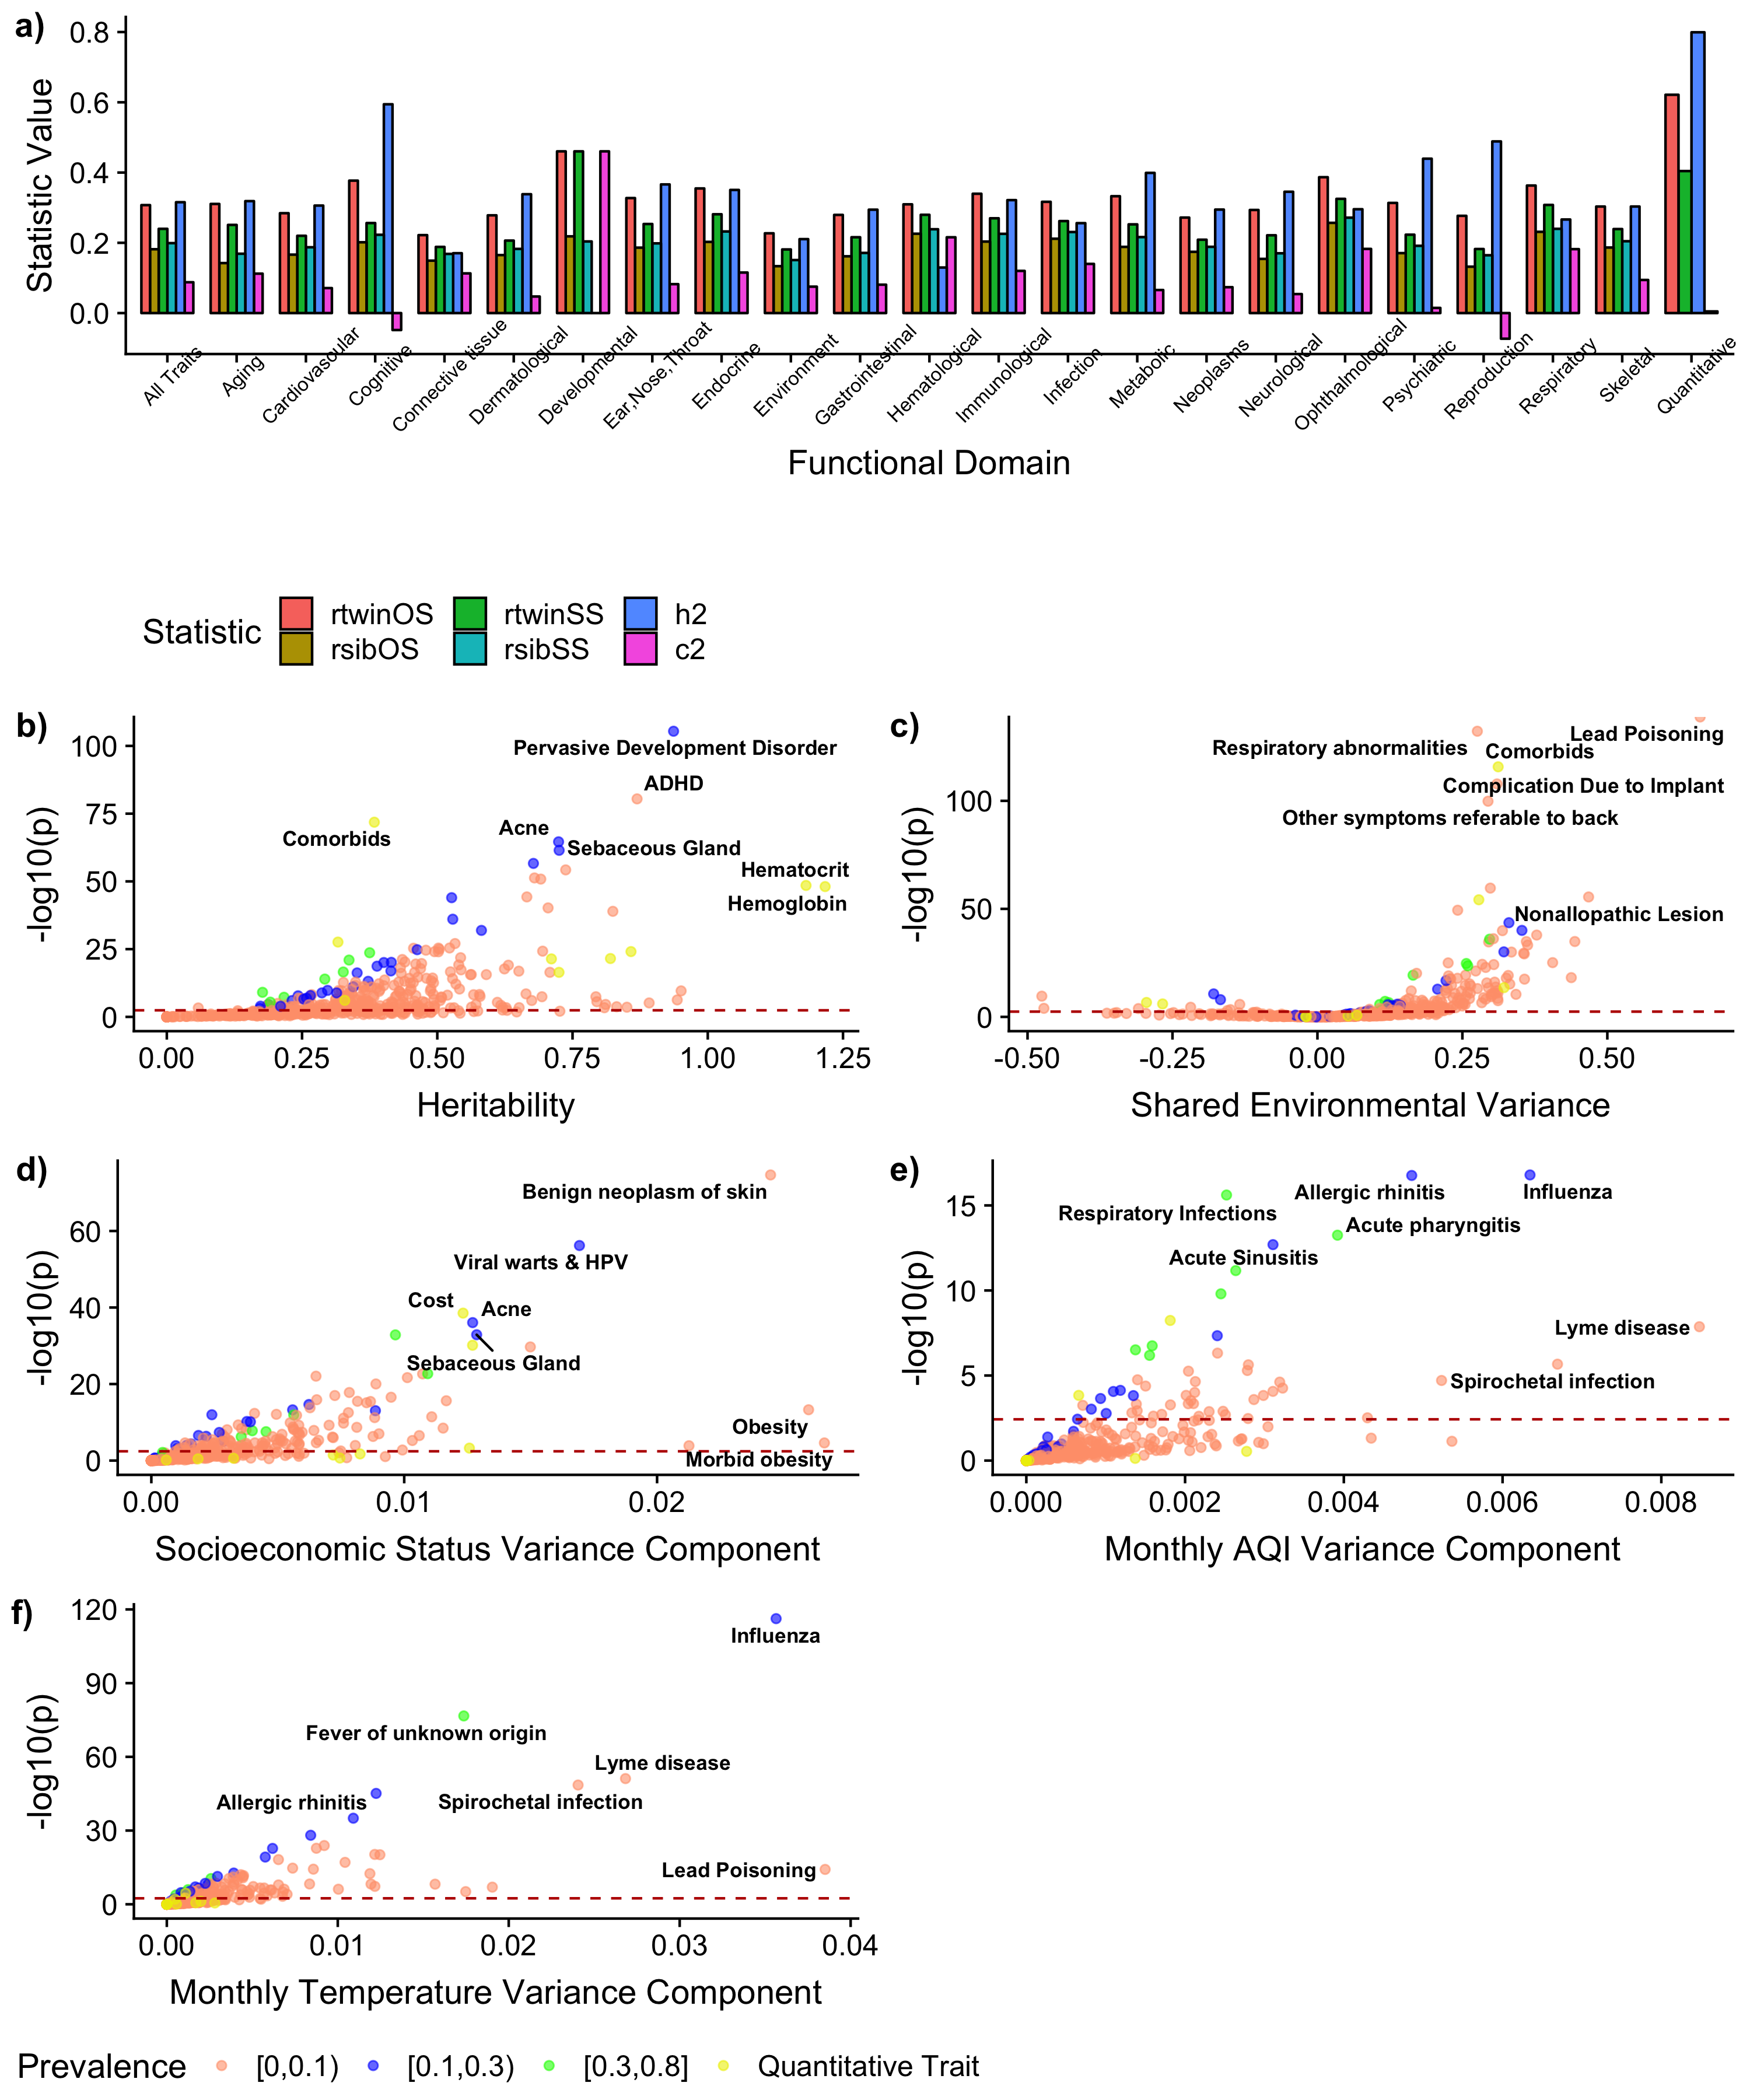 a)
Statistic Value
0.8
0.6
0.4
0.2
0.0
All Traits
Aging
Cardiovascular
Cognitive
Connective tissue
Dermatological
Developmental
Ear,Nose,Throat
Endocrine
Environment
Gastrointestinal
Hematological
Immunological
Infection
Metabolic
Neoplasms
Neurological
Ophthalmological
Psychiatric
Reproduction
Respiratory
Skeletal
Quantitative
Functional Domain
Statistic
rtwinOS
rtwinSS
h2
rsibOS
rsibSS
c2
b)
-log10(p)
100
75
50
25
0
Pervasive Development Disorder
ADHD
Comorbids
Acne
Sebaceous Gland
Hematocrit
Hemoglobin
0.00 0.25 0.50 0.75 1.00 1.25
Heritability
c)
-log10(p)
100
50
0
Lead Poisoning
Respiratory abnormalities
Comorbids
Complication Due to Implant
Other symptoms referable to back
Nonallopathic Lesion
-0.50 -0.25 0.00 0.25 0.50
Shared Environmental Variance
d)
-log10(p)
60
40
20
0
Benign neoplasm of skin
Viral warts & HPV
Cost
Acne
Sebaceous Gland
Obesity
Morbid obesity
0.00 0.01 0.02
Socioeconomic Status Variance Component
e)
-log10(p)
15
10
5
0
Allergic rhinitis
Influenza
Respiratory Infections
Acute pharyngitis
Acute Sinusitis
Lyme disease
Spirochetal infection
0.000 0.002 0.004 0.006 0.008
Monthly AQI Variance Component
f)
-log10(p)
120
90
60
30
0
Influenza
Fever of unknown origin
Lyme disease
Allergic rhinitis
Spirochetal infection
Lead Poisoning
0.00 0.01 0.02 0.03 0.04
Monthly Temperature Variance Component
Prevalence [0,0.1) [0.1,0.3) [0.3,0.8] Quantitative Trait